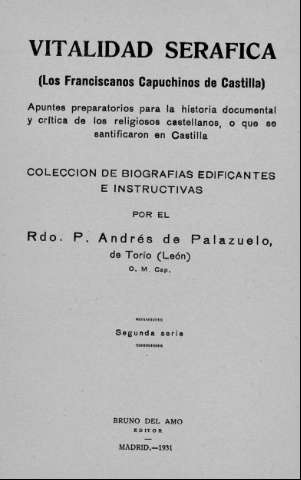 VITALIDAD SERAFICA
(Los Franciscanos Capuchinos de Castilla)
Apuntes preparatorios para la historia documental
y crítica de los religiosos castellanos, o que se
santificaron en Castilla
COLECCION DE BIOGRAFIAS EDIFICANTES
E INSTRUCTIVAS
POR EL
Rdo. P. Andrés de Palazuelo,
de Torío (León)
O. M. Cap.
Segunda serie
BRUNO DEL AMO
EDITOR
—
MADRID.—1931